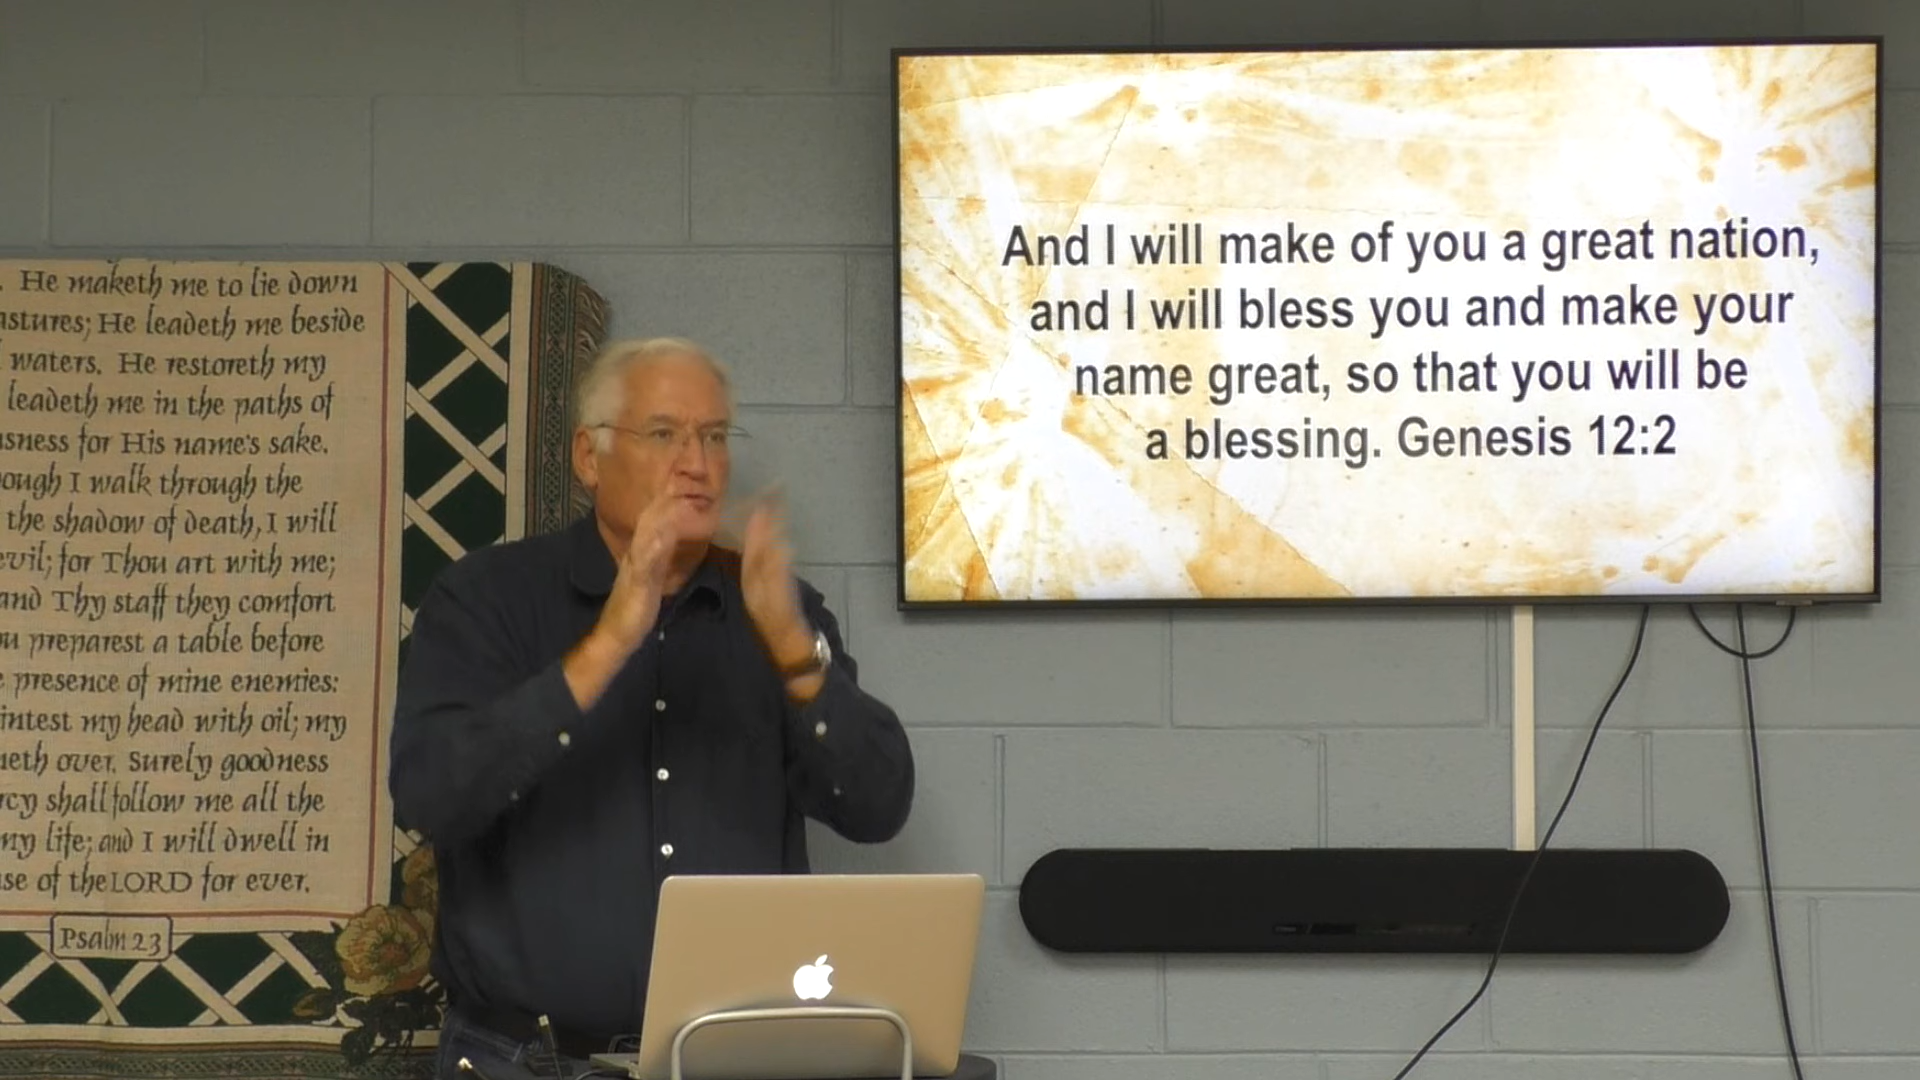 . He maketh me to lie down
astures; He leadeth me beside
waters. He restoreth my
leadeth me in the paths of
usness for His name's sake.
ough I walk through the
the shadow of death, I will
evil; for Thou art with me;
and Thy staff they comfort
ou preparest a table before
e presence of mine enemies:
intest my head with oil; my
neth over. Surely goodness
rcy shall follow me all the
my life; and I will dwell in
use of the LORD for ever.
Psalm 23
And I will make of you a great nation,
and I will bless you and make your
name great, so that you will be
a blessing. Genesis 12:2